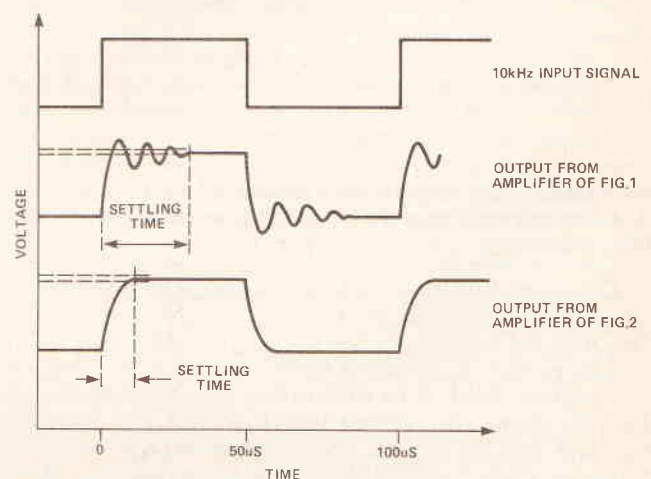 10kHz INPUT SIGNAL
OUTPUT FROM
AMPLIFIER OF FIG.1
SETTLING
TIME
VOLTAGE
OUTPUT FROM
AMPLIFIER OF FIG.2
SETTLING
TIME
0
50uS
100uS
TIME